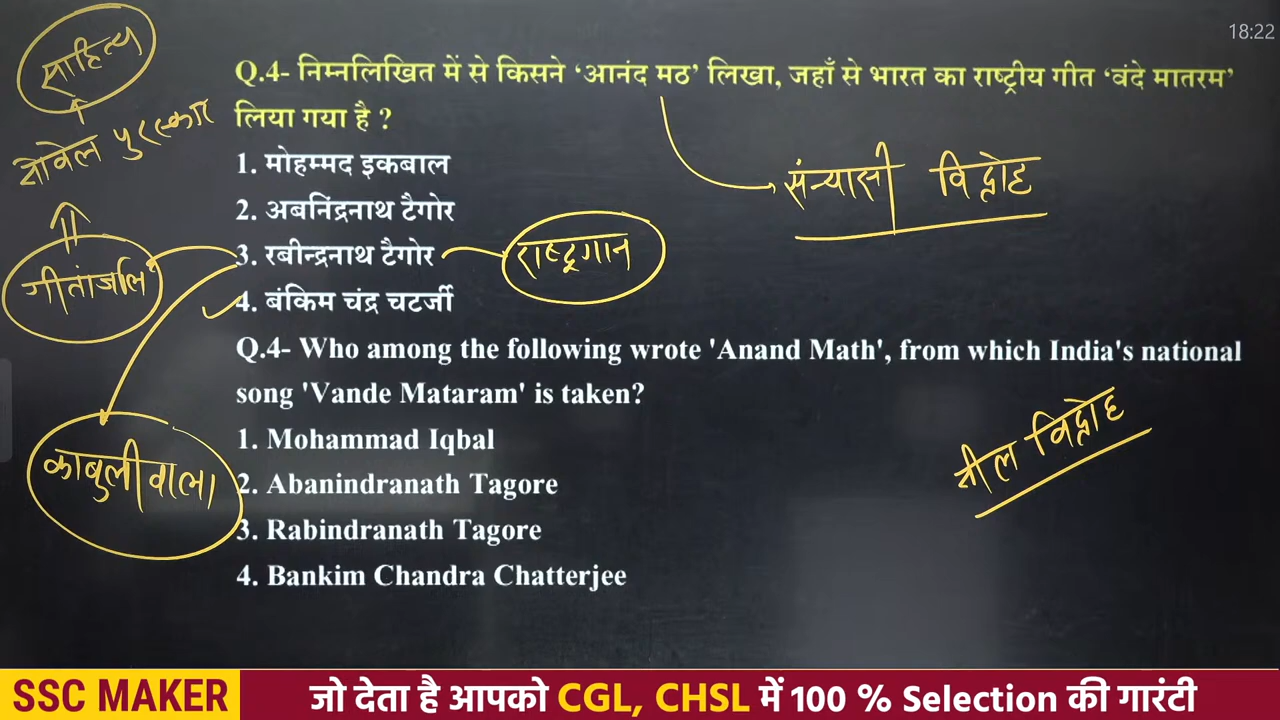 18:22
साहित्य
नोबेल पुरस्कार
Q.4- निम्नलिखित में से किसने ‘आनंद मठ’ लिखा, जहाँ से भारत का राष्ट्रीय गीत ‘वंदे मातरम’
लिया गया है ?
1. मोहम्मद इकबाल
संन्यासी विद्रोह
2. अबनिंद्रनाथ टैगोर
3. रबीन्द्रनाथ टैगोर
राष्ट्रगान
गीतांजलि
4. बंकिम चंद्र चटर्जी
Q.4- Who among the following wrote 'Anand Math', from which India's national
song 'Vande Mataram' is taken?
1. Mohammad Iqbal
नील विद्रोह
काबुलीवाला
2. Abanindranath Tagore
3. Rabindranath Tagore
4. Bankim Chandra Chatterjee
SSC MAKER जो देता है आपको CGL, CHSL में 100 % Selection की गारंटी